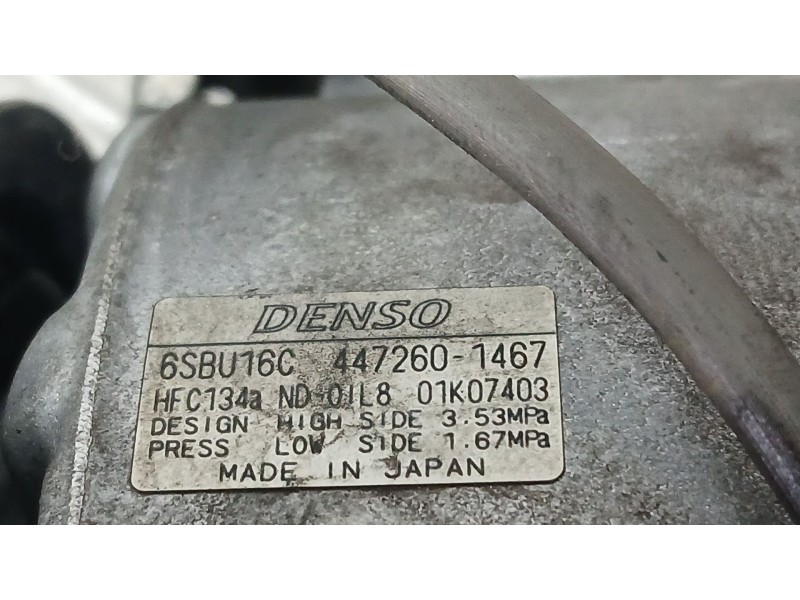 DENSO
6SBU16C 447260-1467
HFC134a ND-OIL8 01K07403
DESIGN HIGH SIDE 3.53MPa
PRESS LOW SIDE 1.67MPa
MADE IN JAPAN